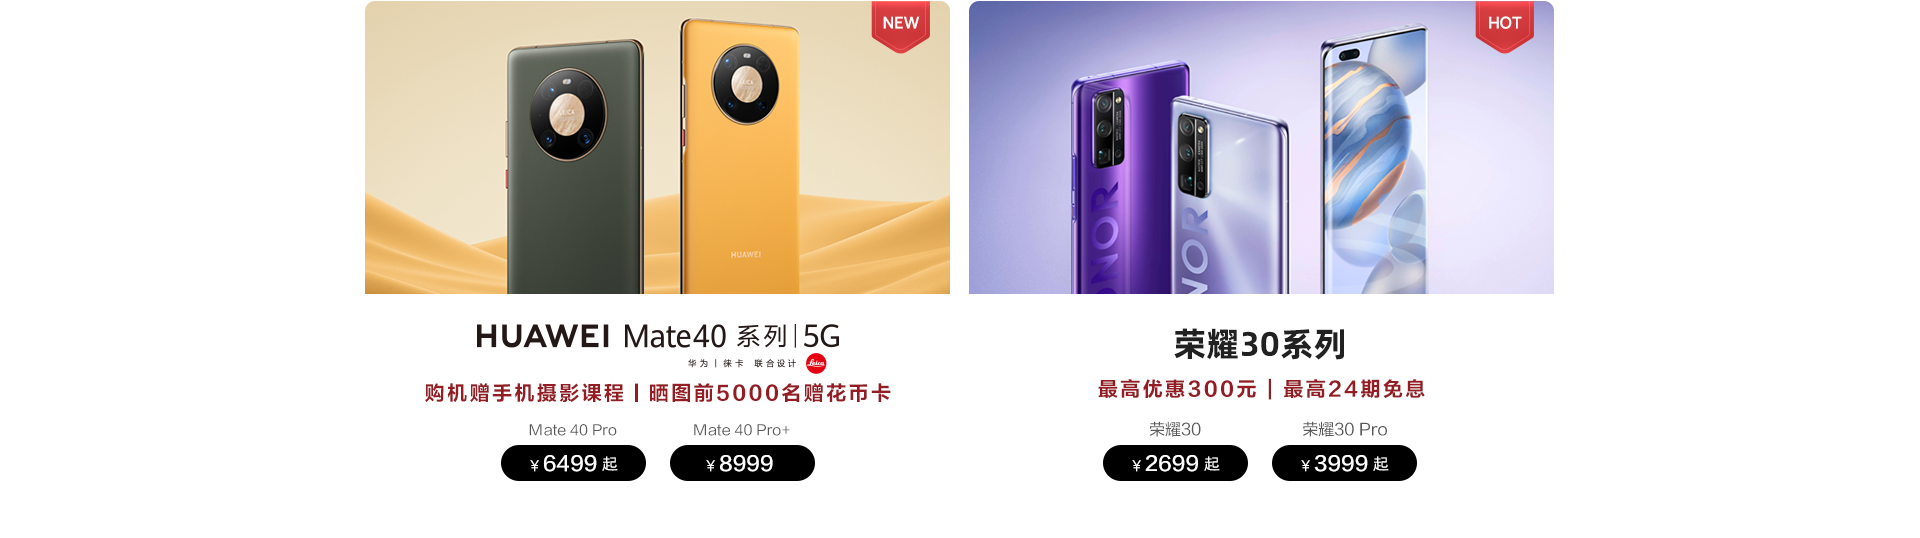 NEW
HUAWEI
HUAWEI Mate40 系列 | 5G
华为 | 徕卡 联合设计 Leica
购机赠手机摄影课程 | 晒图前5000名赠花币卡
Mate 40 Pro
Mate 40 Pro+
¥ 6499 起
¥ 8999
HOT
HONOR
HONOR
荣耀30系列
最高优惠300元 | 最高24期免息
荣耀30
荣耀30 Pro
¥ 2699 起
¥ 3999 起